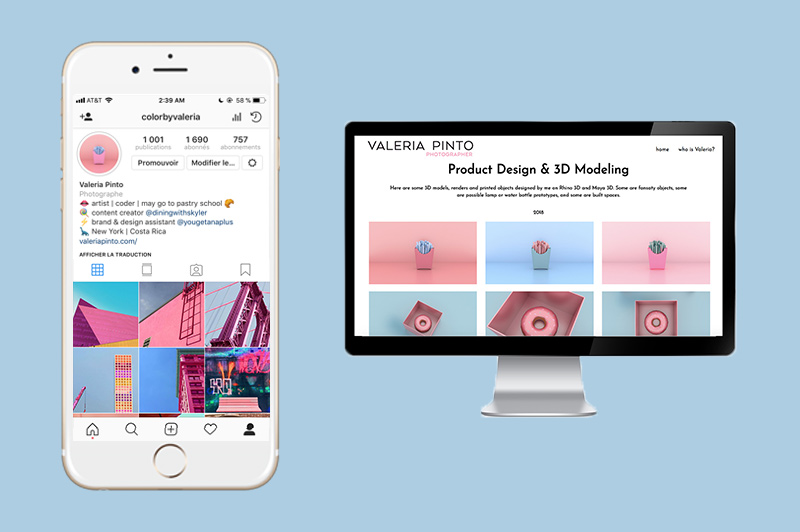 AT&T 2:39 AM 58 %
colorbyvaleria
1 001 1 690 757
publications abonnés abonnements
Promouvoir Modifier le...
Valeria Pinto
Photographe
artist | coder | may go to pastry school
content creator @diningwithskyler
brand & design assistant @yougetanaplus
New York | Costa Rica
valeriapinto.com/
AFFICHER LA TRADUCTION
VALERIA PINTO
PHOTOGRAPHER
home who is Valeria?
Product Design & 3D Modeling
Here are some 3D models, renders and printed objects designed by me on Rhino 3D and Maya 3D. Some are fansoty objects, some
are possible lamp or water bottle prototypes, and some are built spaces.
2018